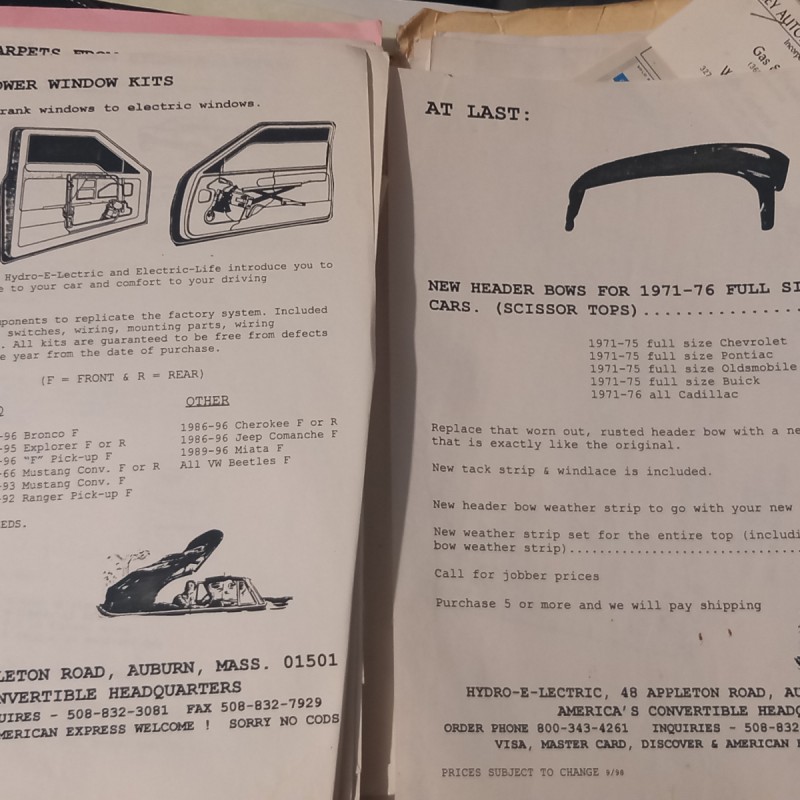 POWER WINDOW KITS
crank windows to electric windows.
Hydro-E-Lectric and Electric-Life introduce you to
to your car and comfort to your driving
components to replicate the factory system. Included
switches, wiring, mounting parts, wiring
All kits are guaranteed to be free from defects
year from the date of purchase.
(F = FRONT & R = REAR)
OTHER
-96 Bronco F
-95 Explorer F or R
-96 "F" Pick-up F
-66 Mustang Conv. F or R
-93 Mustang Conv. F
-92 Ranger Pick-up F
1986-96 Cherokee F or R
1986-96 Jeep Comanche F
1989-96 Miata F
All VW Beetles F
EEDS.
LETON ROAD, AUBURN, MASS. 01501
NVERTIBLE HEADQUARTERS
UIRES - 508-832-3081 FAX 508-832-7929
MERICAN EXPRESS WELCOME ! SORRY NO CODS
AT LAST:
NEW HEADER BOWS FOR 1971-76 FULL SI
CARS. (SCISSOR TOPS)................
1971-75 full size Chevrolet
1971-75 full size Pontiac
1971-75 full size Oldsmobile
1971-75 full size Buick
1971-76 all Cadillac
Replace that worn out, rusted header bow with a ne
that is exactly like the original.
New tack strip & windlace is included.
New header bow weather strip to go with your new
New weather strip set for the entire top (includi
bow weather strip)..............................
Call for jobber prices
Purchase 5 or more and we will pay shipping
HYDRO-E-LECTRIC, 48 APPLETON ROAD, AU
AMERICA'S CONVERTIBLE HEADQ
ORDER PHONE 800-343-4261 INQUIRIES - 508-832
VISA, MASTER CARD, DISCOVER & AMERICAN E
PRICES SUBJECT TO CHANGE 9/98